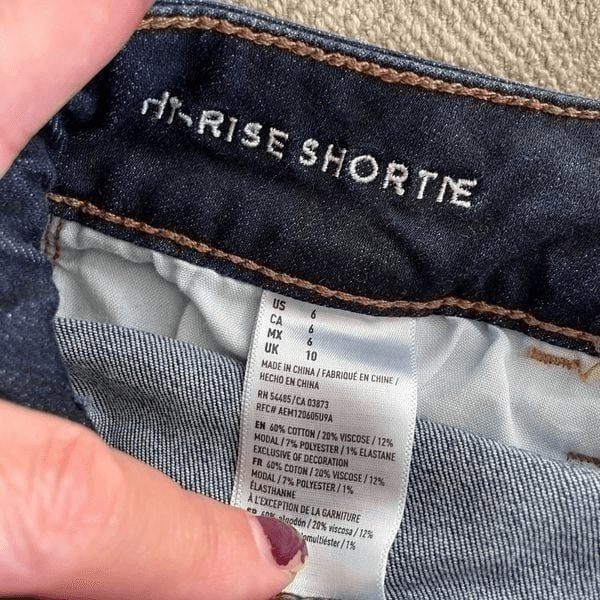 HI-RISE SHORTIE
US 6
CA 6
MX 6
UK 10
MADE IN CHINA / FABRIQUÉ EN CHINE /
HECHO EN CHINA
RN 54485/CA 03873
RFC# AEM120605U9A
EN 60% COTTON / 20% VISCOSE / 12%
MODAL / 7% POLYESTER / 1% ELASTANE
EXCLUSIVE OF DECORATION
FR 60% COTON / 20% VISCOSE / 12%
MODAL / 7% POLYESTER / 1%
ÉLASTHANNE
À L'EXCEPTION DE LA GARNITURE
60% algodón / 20% viscosa / 12%
/ 1%